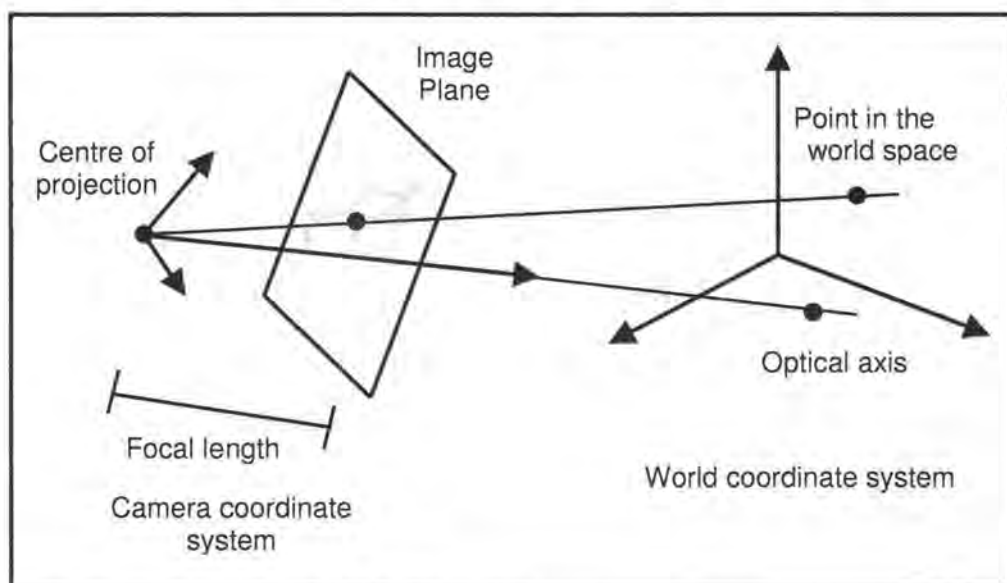 Image
Plane
Centre of
projection
Point in the
world space
Optical axis
Focal length
Camera coordinate
system
World coordinate system